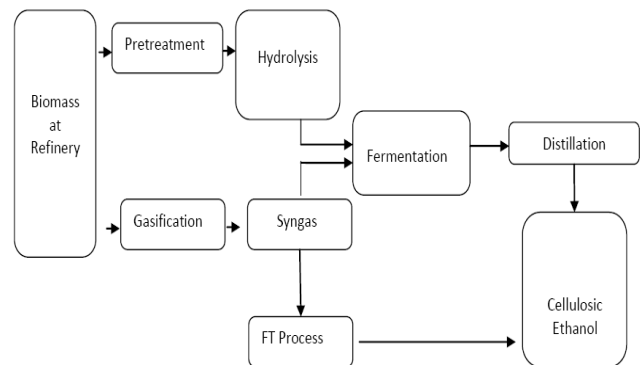 Pretreatment
Hydrolysis
Biomass
at
Refinery
Fermentation
Distillation
Gasification
Syngas
Cellulosic
Ethanol
FT Process